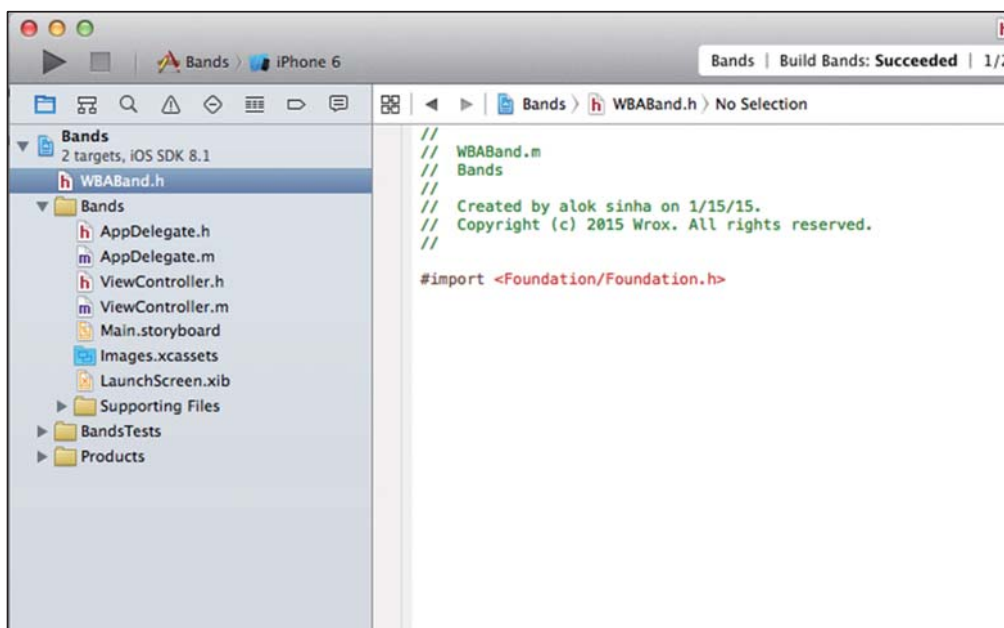 Bands 〉 iPhone 6
Bands | Build Bands: Succeeded | 1/2
Bands 〉 h WBABand.h 〉 No Selection
Bands
2 targets, iOS SDK 8.1
h WBABand.h
Bands
h AppDelegate.h
m AppDelegate.m
h ViewController.h
m ViewController.m
Main.storyboard
Images.xcassets
LaunchScreen.xib
Supporting Files
BandsTests
Products
//
//  WBABand.m
//  Bands
//
//  Created by alok sinha on 1/15/15.
//  Copyright (c) 2015 Wrox. All rights reserved.
//
#import <Foundation/Foundation.h>